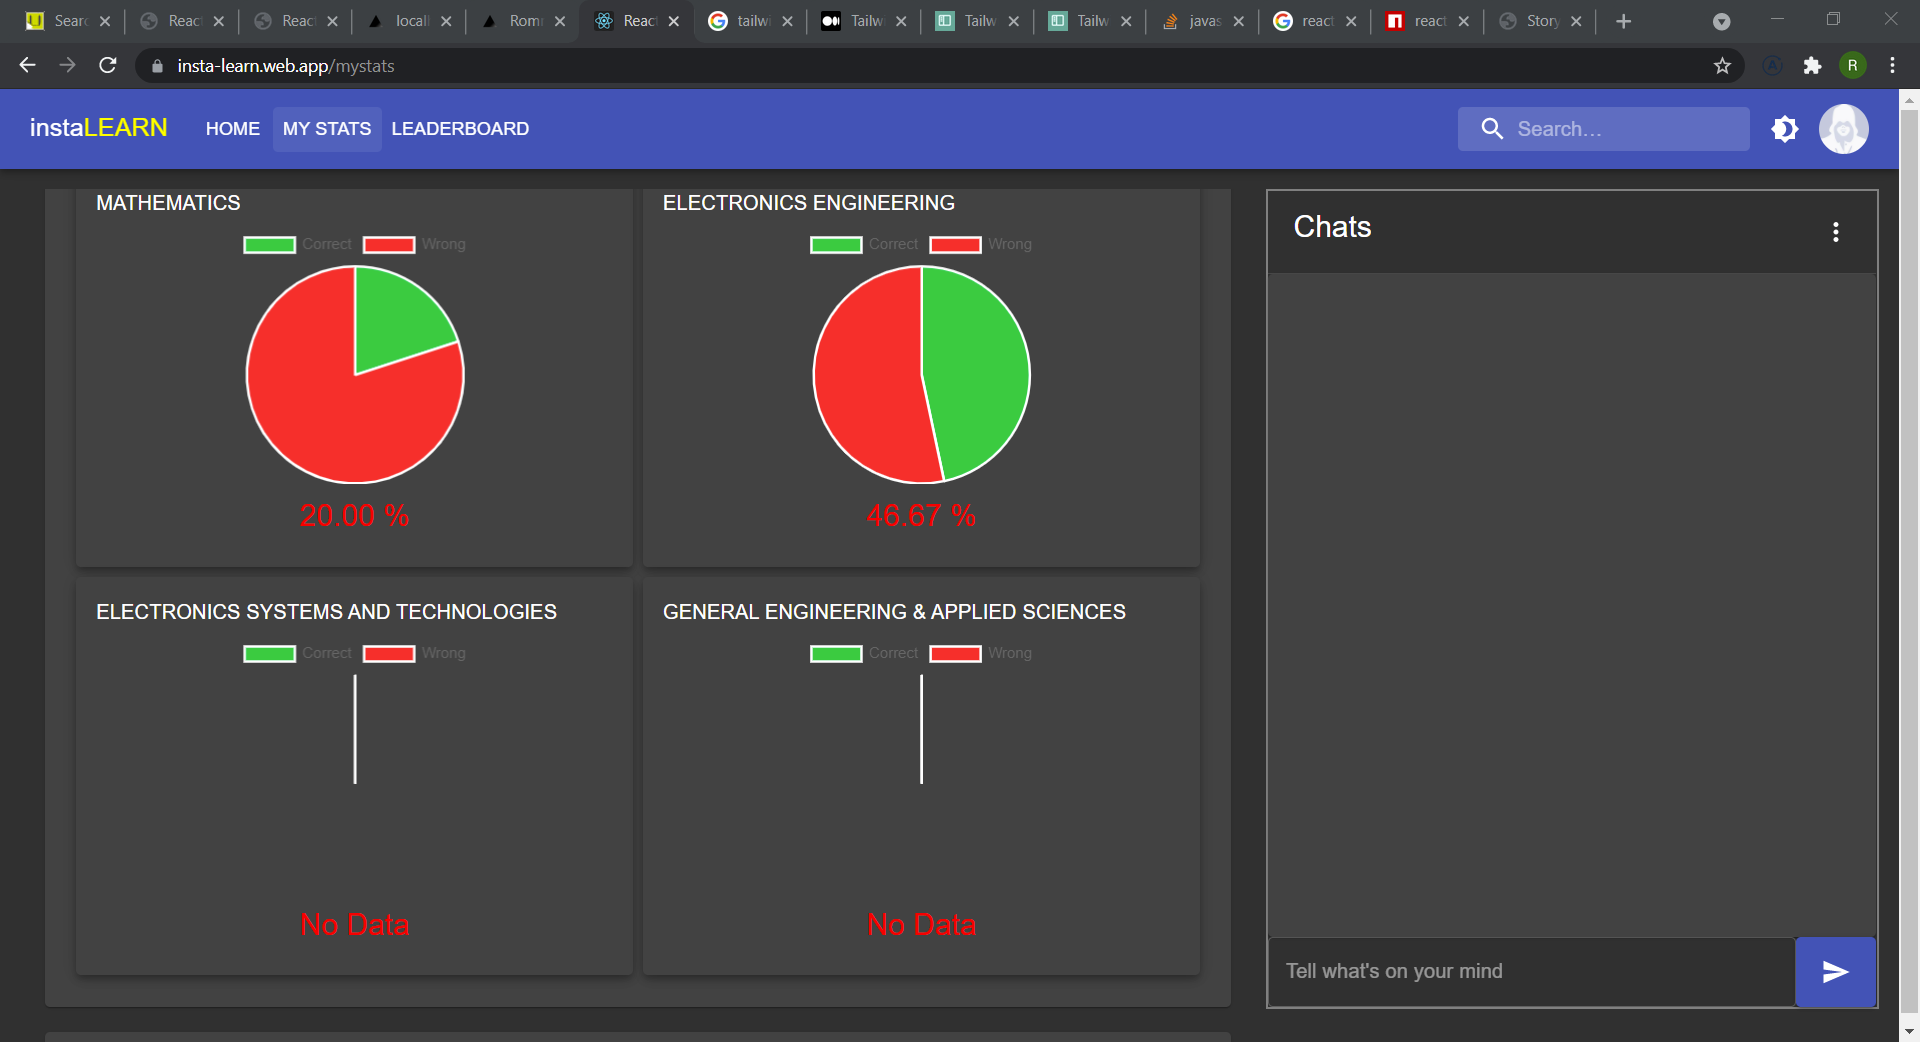 Sear
React
React
locall
Rom
React
tailwi
Tailw
Tailw
Tailw
javas
react
react
Story
insta-learn.web.app/mystats
R
instaLEARN HOME MY STATS LEADERBOARD Search...
MATHEMATICS
Correct Wrong
20.00 %
ELECTRONICS ENGINEERING
Correct Wrong
46.67 %
ELECTRONICS SYSTEMS AND TECHNOLOGIES
Correct Wrong
No Data
GENERAL ENGINEERING & APPLIED SCIENCES
Correct Wrong
No Data
Chats
Tell what's on your mind